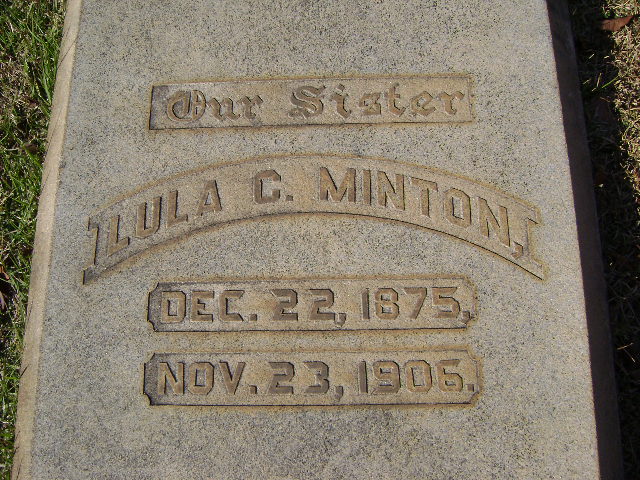 Our Sister
LULA C. MINTON,
DEC. 22, 1875.
NOV. 23, 1906.